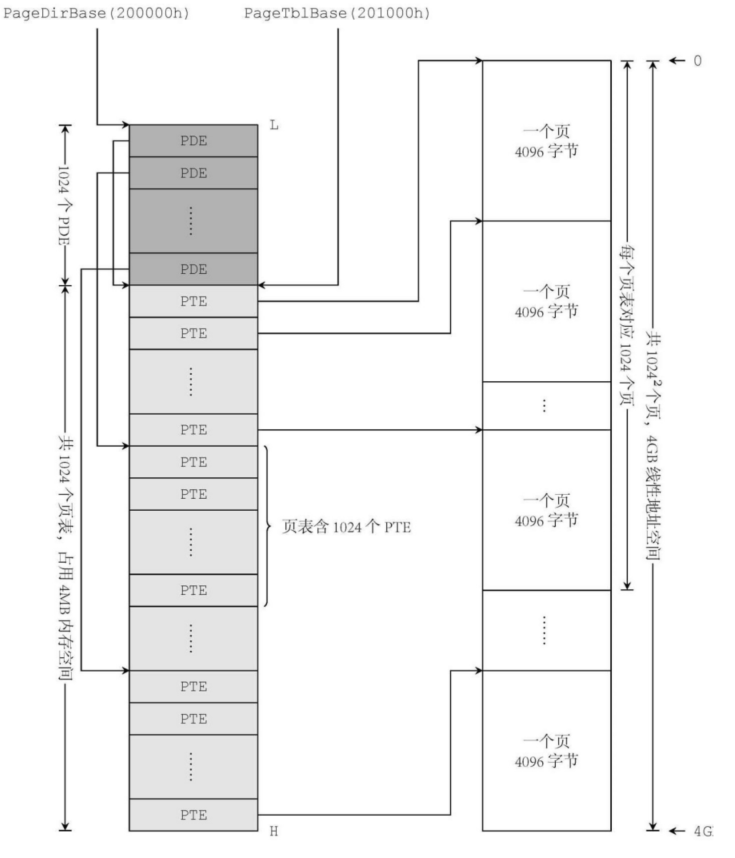 PageDirBase(200000h)
PageTblBase(201000h)
0
L
PDE
PDE
……
PDE
PTE
PTE
……
PTE
PTE
PTE
……
PTE
……
PTE
PTE
……
PTE
H
1024 个 PDE
共 1024 个页表，占用 4MB 内存空间
页表含 1024 个 PTE
一个页
4096 字节
一个页
4096 字节
…
一个页
4096 字节
……
一个页
4096 字节
每个页表对应 1024 个页
共 1024² 个页，4GB 线性地址空间
4G